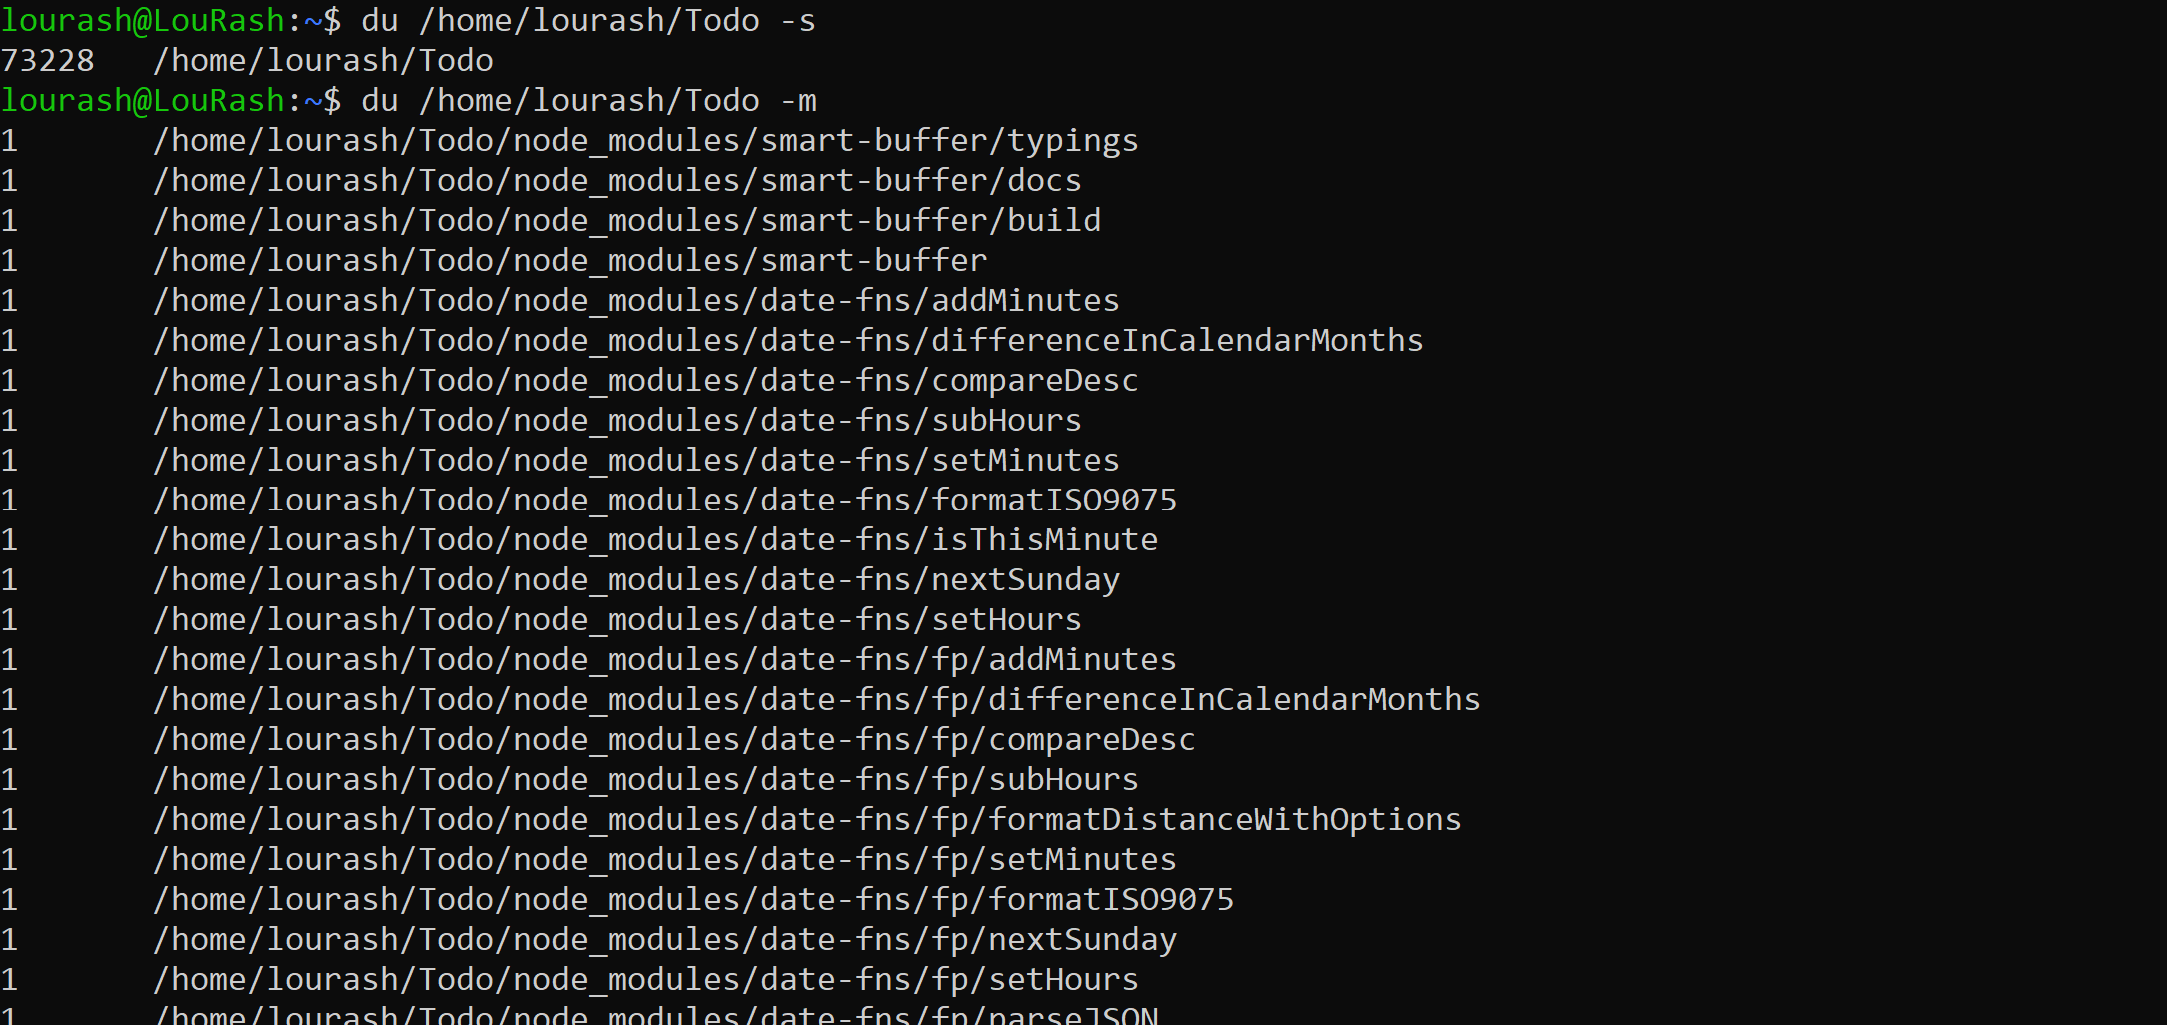 lourash@LouRash:~$ du /home/lourash/Todo -s
73228   /home/lourash/Todo
lourash@LouRash:~$ du /home/lourash/Todo -m
1       /home/lourash/Todo/node_modules/smart-buffer/typings
1       /home/lourash/Todo/node_modules/smart-buffer/docs
1       /home/lourash/Todo/node_modules/smart-buffer/build
1       /home/lourash/Todo/node_modules/smart-buffer
1       /home/lourash/Todo/node_modules/date-fns/addMinutes
1       /home/lourash/Todo/node_modules/date-fns/differenceInCalendarMonths
1       /home/lourash/Todo/node_modules/date-fns/compareDesc
1       /home/lourash/Todo/node_modules/date-fns/subHours
1       /home/lourash/Todo/node_modules/date-fns/setMinutes
1       /home/lourash/Todo/node_modules/date-fns/formatISO9075
1       /home/lourash/Todo/node_modules/date-fns/isThisMinute
1       /home/lourash/Todo/node_modules/date-fns/nextSunday
1       /home/lourash/Todo/node_modules/date-fns/setHours
1       /home/lourash/Todo/node_modules/date-fns/fp/addMinutes
1       /home/lourash/Todo/node_modules/date-fns/fp/differenceInCalendarMonths
1       /home/lourash/Todo/node_modules/date-fns/fp/compareDesc
1       /home/lourash/Todo/node_modules/date-fns/fp/subHours
1       /home/lourash/Todo/node_modules/date-fns/fp/formatDistanceWithOptions
1       /home/lourash/Todo/node_modules/date-fns/fp/setMinutes
1       /home/lourash/Todo/node_modules/date-fns/fp/formatISO9075
1       /home/lourash/Todo/node_modules/date-fns/fp/nextSunday
1       /home/lourash/Todo/node_modules/date-fns/fp/setHours
1       /home/lourash/Todo/node_modules/date-fns/fp/parseJSON